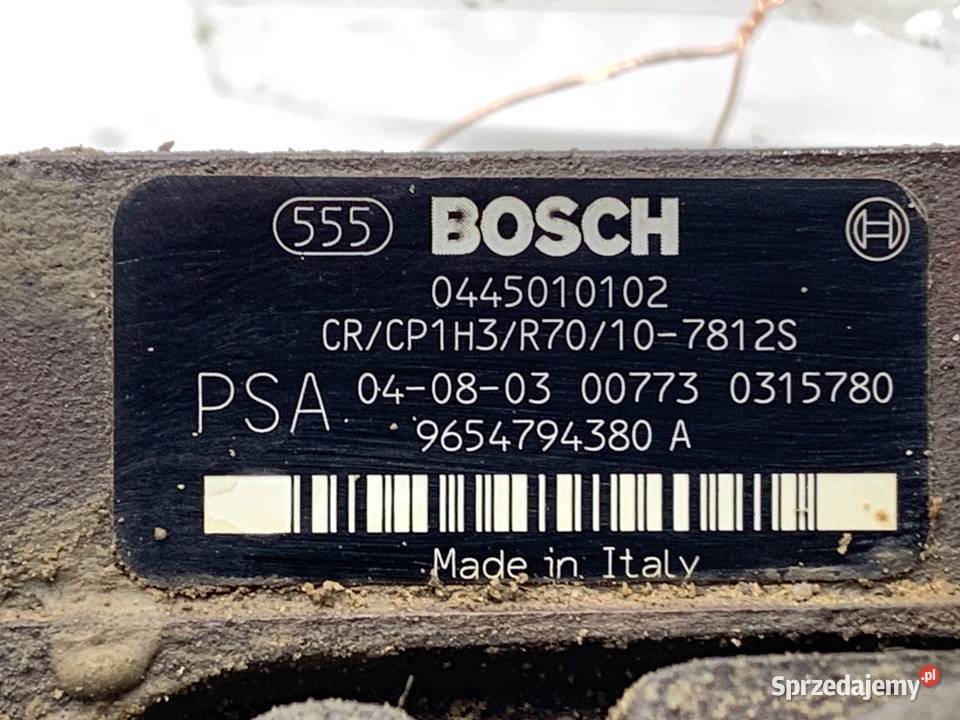 555 BOSCH
0445010102
CR/CP1H3/R70/10-7812S
PSA 04-08-03 00773 0315780
9654794380 A
Made in Italy
Sprzedajemy.pl